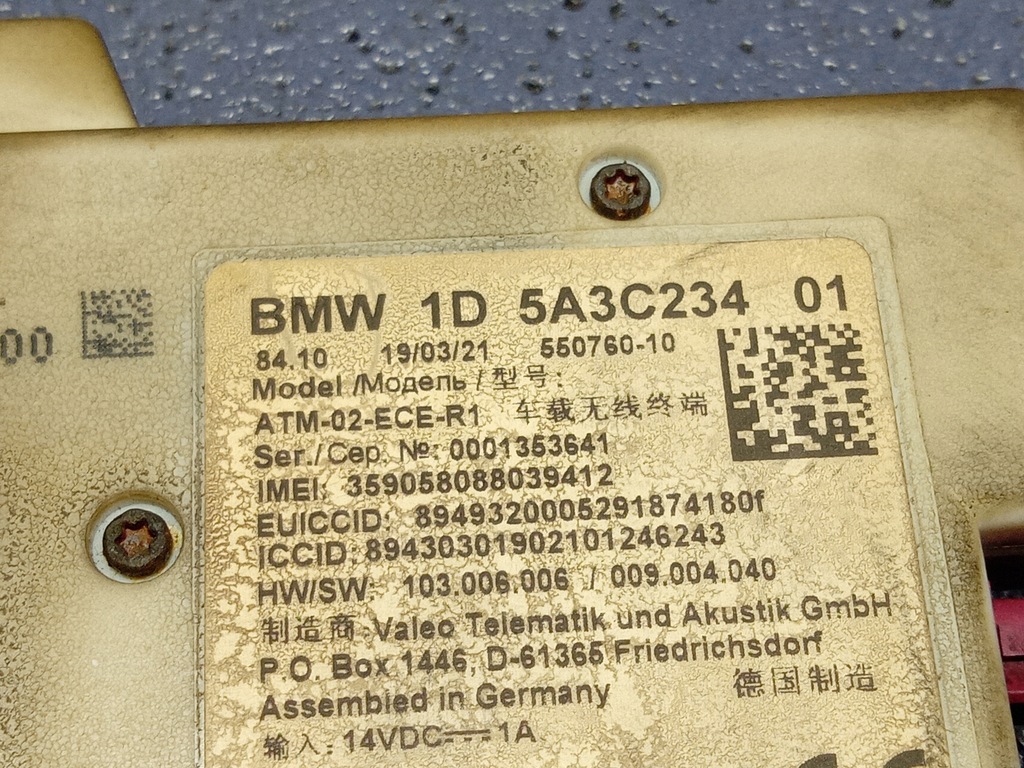 BMW 1D 5A3C234 01
84.10 19/03/21 550760-10
Model /Модель / 型号:
ATM-02-ECE-R1 车载无线终端
Ser./Сер. №: 0001353641
IMEI: 359058088039412
EUICCID: 8949320005291874180f
ICCID: 89430301902101246243
HW/SW: 103.006.006 / 009.004.040
制造商: Valeo Telematik und Akustik GmbH
P.O. Box 1446, D-61365 Friedrichsdorf
Assembled in Germany 德国制造
输入: 14VDC 1A
00